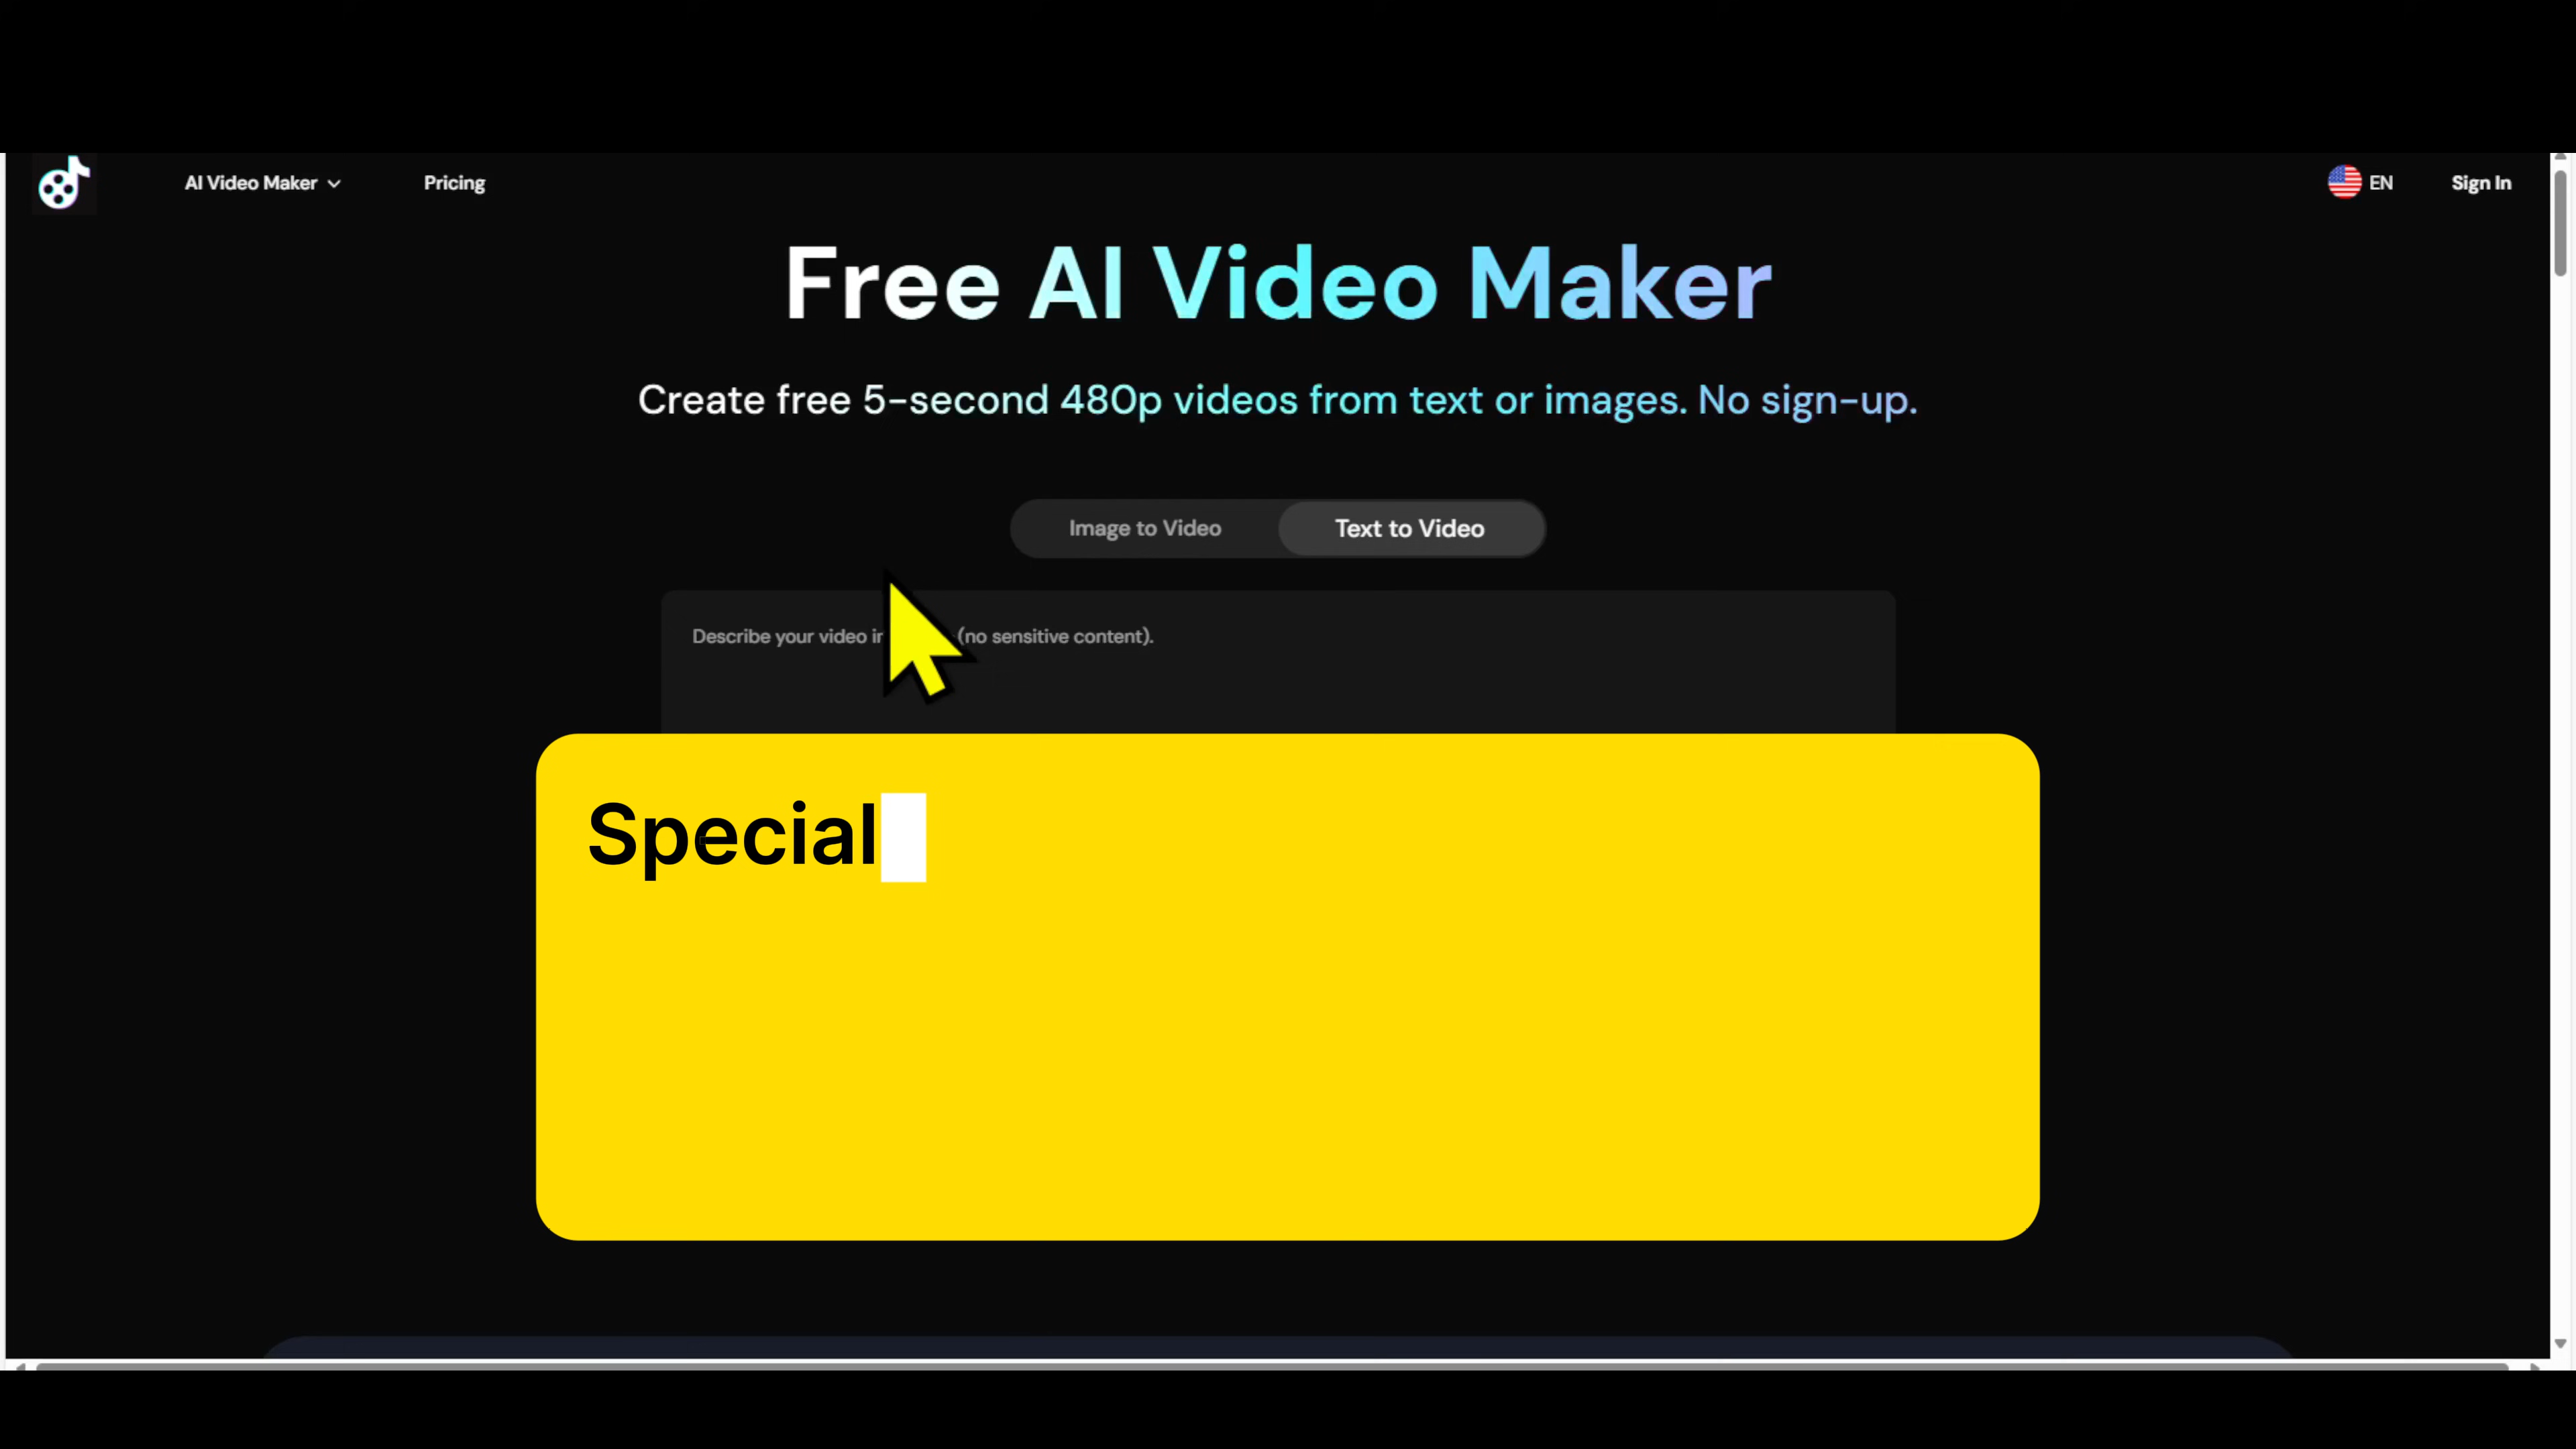 AI Video Maker
Pricing
EN
Sign In
Free AI Video Maker
Create free 5-second 480p videos from text or images. No sign-up.
Image to Video
Text to Video
Describe your video (no sensitive content).
Special